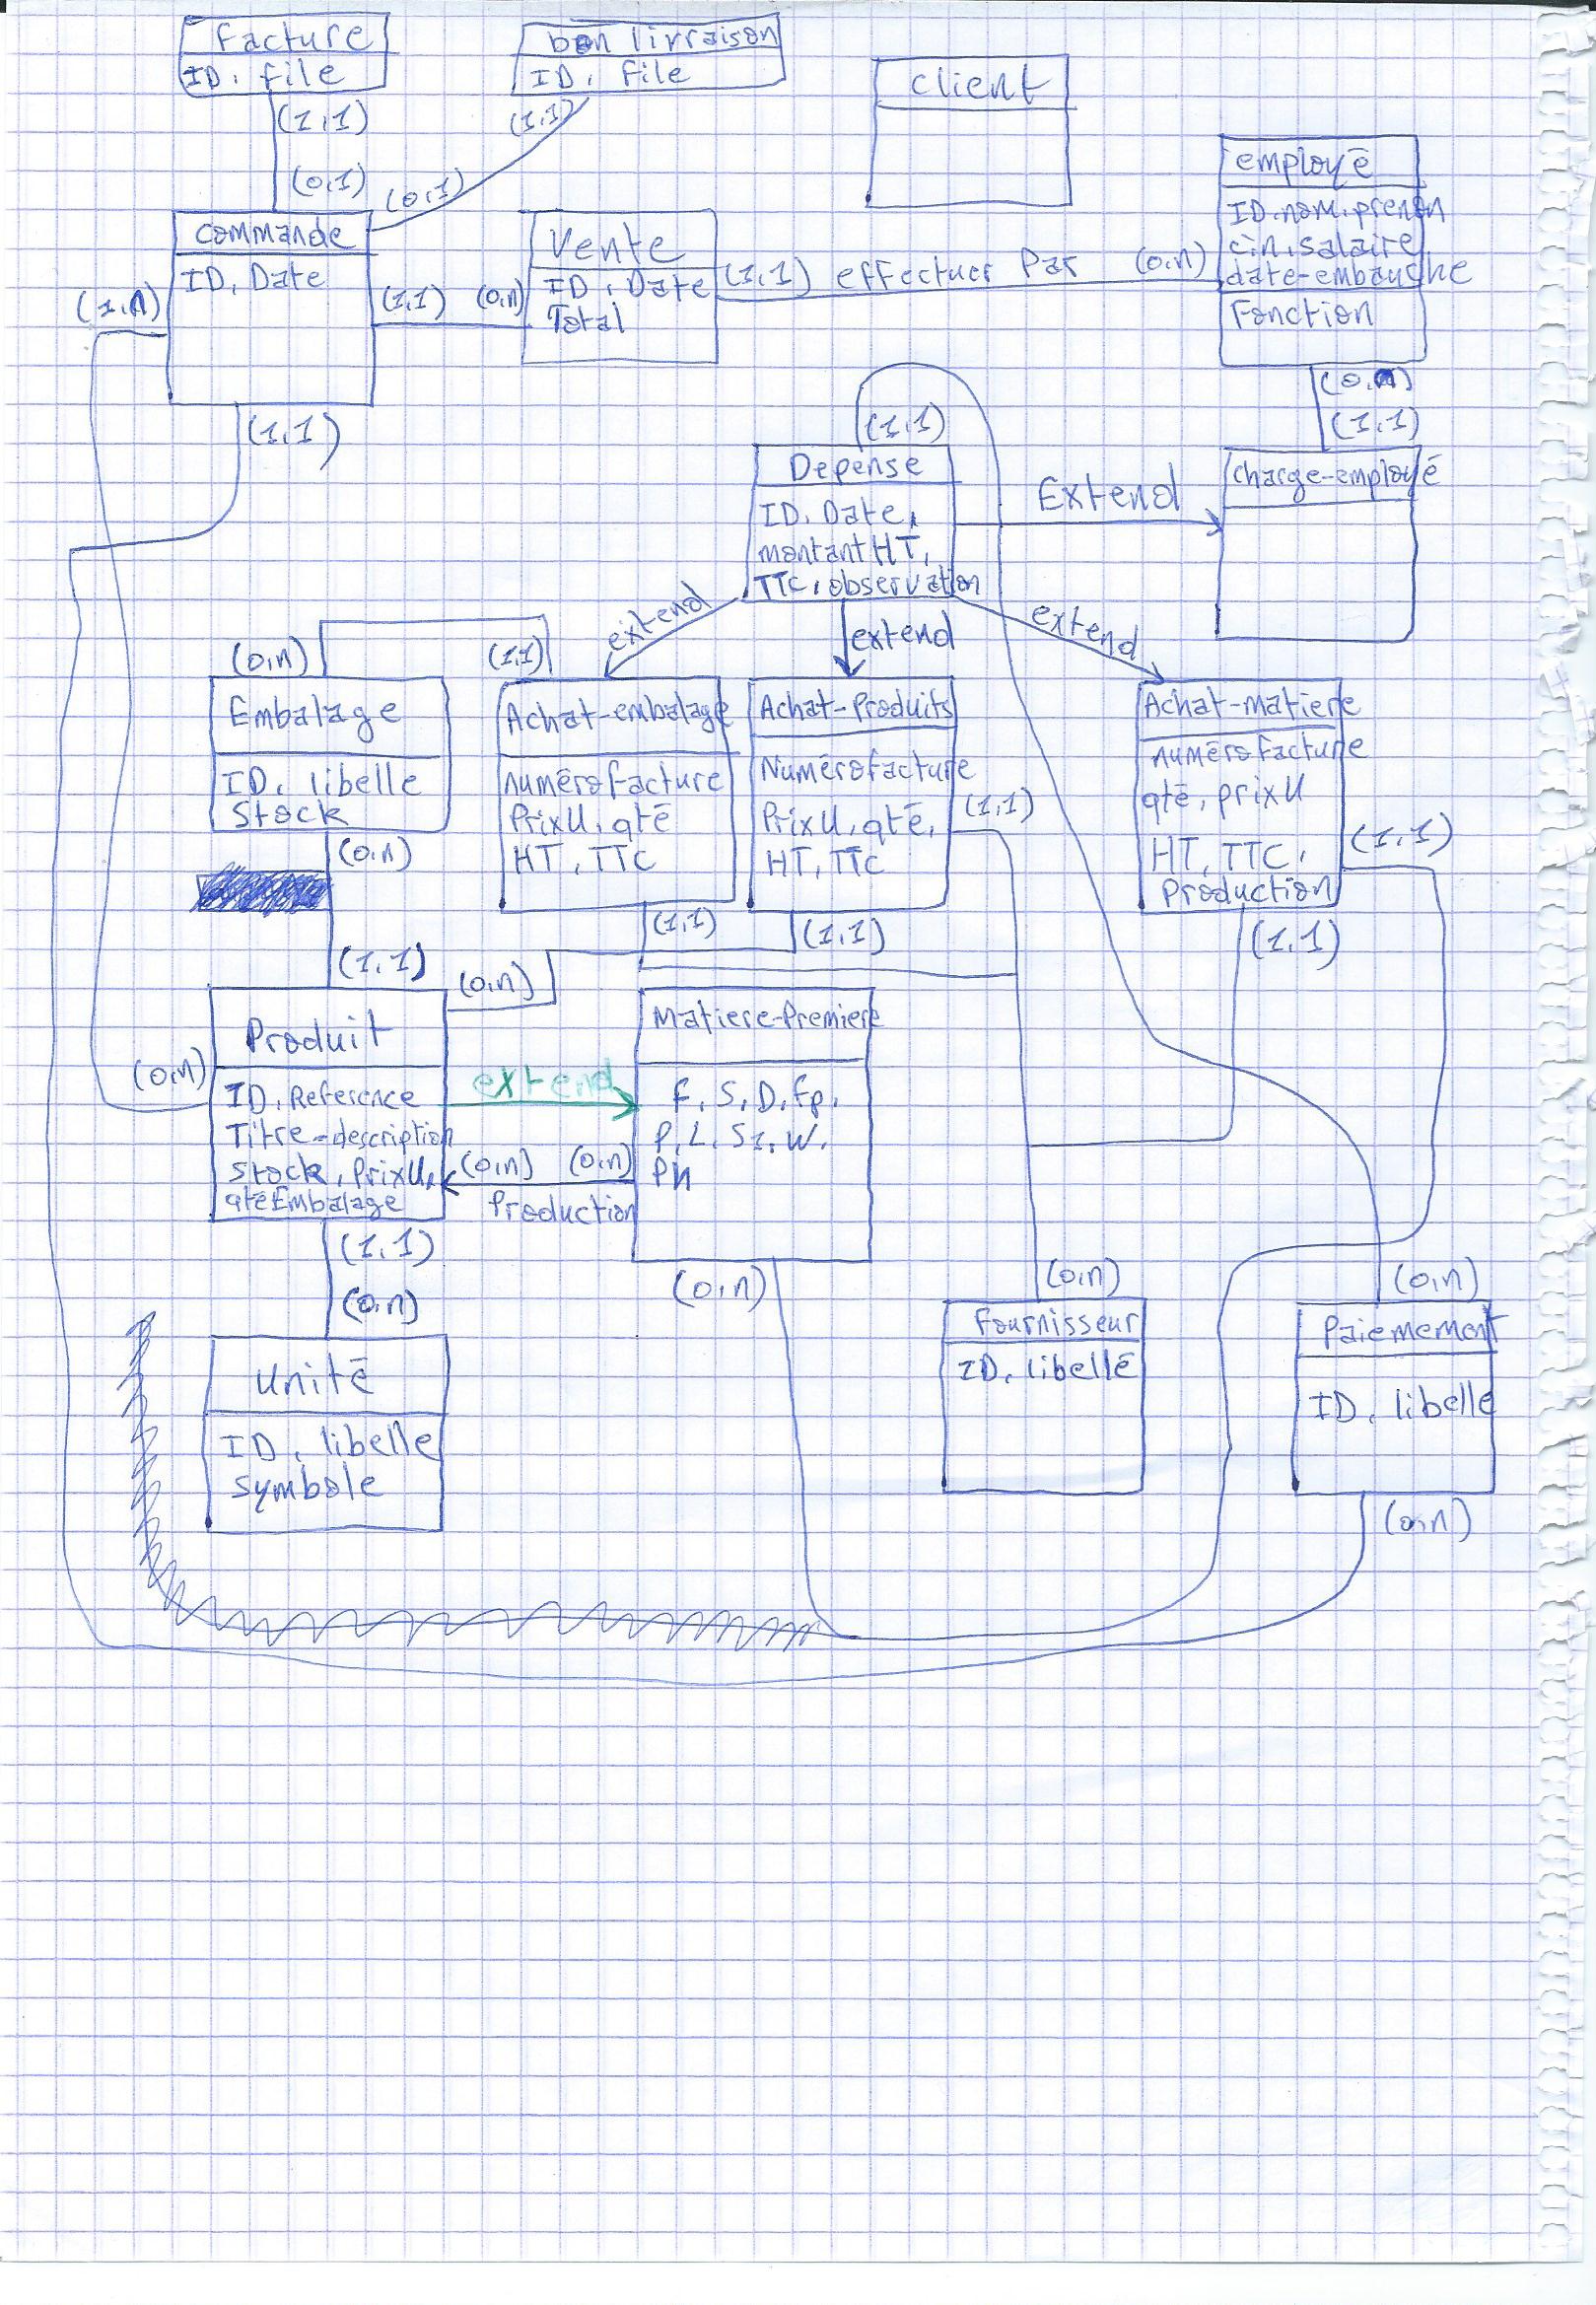 Facture
ID, file
(1,1)
(0,1)
bon livraison
ID, file
(1,1)
(0,1)
client
employé
ID.nom.prenon
cin, salaire
date-embauche
Fonction
(1,1)
commande
ID, Date
(1,1)
(0,n)
Vente
ID, Date
Total
(1,1) effectuer Par (0,n)
(1,n)
(1,1)
(1,1)
Depense
ID, Date,
montant HT,
TTC, observation
Extend
charge-employé
extend
extend
extend
(0,n)
(1,1)
Embalage
ID, libelle
Stock
Achat-embalage
numérofacture
PrixU, qté
HT, TTC
Achat-Produits
Numérofacture
PrixU, qté,
HT, TTC
(1,1)
Achat-matiere
numérofacture
qté, prixU
HT, TTC,
Production
(1,1)
(0,n)
(1,1)
(1,1)
(1,1)
(1,1)
(0,n)
(0,n)
Produit
ID, Reference
Titre-description
Stock, PrixU,
qteEmbalage
extend
(0,n) (0,n)
Production
Matiere-Premiere
F, S, D, Fp,
P, L, S1, W,
PH
(1,1)
(0,n)
(0,n)
(0,n)
(0,n)
Unité
ID, libelle
symbole
Fournisseur
ID, libellé
Paiemement
ID, libelle
(0,n)